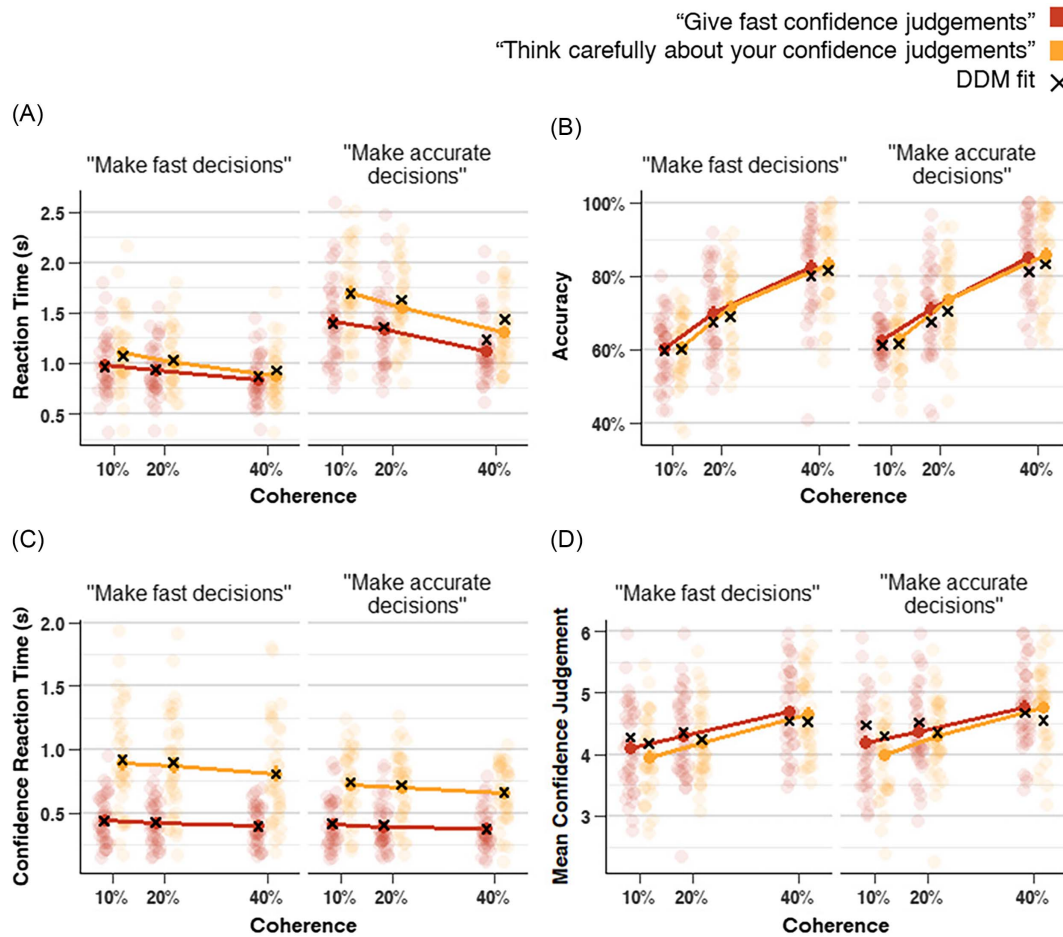 “Give fast confidence judgements”
“Think carefully about your confidence judgements”
DDM fit
(A)
"Make fast decisions"
"Make accurate
decisions"
Reaction Time (s)
2.5
2.0
1.5
1.0
0.5
10%
20%
40%
10%
20%
40%
Coherence
(B)
"Make fast decisions"
"Make accurate
decisions"
Accuracy
100%
80%
60%
40%
10%
20%
40%
10%
20%
40%
Coherence
(C)
"Make fast decisions"
"Make accurate
decisions"
Confidence Reaction Time (s)
2.0
1.5
1.0
0.5
10%
20%
40%
10%
20%
40%
Coherence
(D)
"Make fast decisions"
"Make accurate
decisions"
Mean Confidence Judgement
6
5
4
3
10%
20%
40%
10%
20%
40%
Coherence